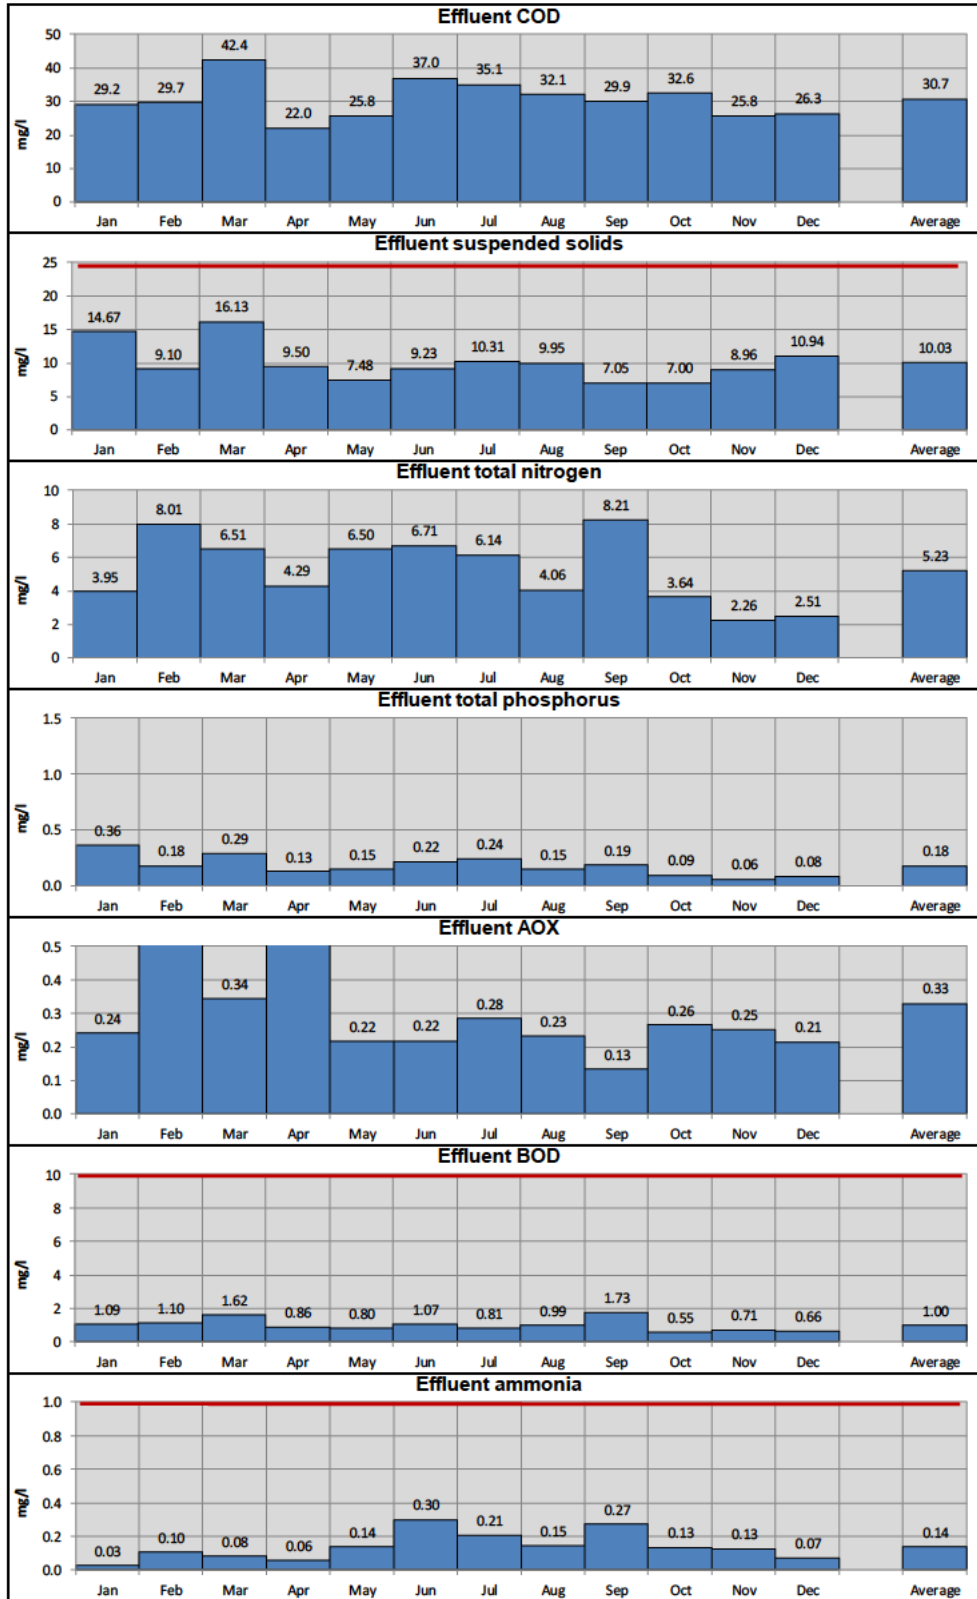 Effluent COD
50
40
30
20
10
0
mg/l
29.2 29.7 42.4 22.0 25.8 37.0 35.1 32.1 29.9 32.6 25.8 26.3 30.7
Jan Feb Mar Apr May Jun Jul Aug Sep Oct Nov Dec Average
Effluent suspended solids
25
20
15
10
5
0
mg/l
14.67 9.10 16.13 9.50 7.48 9.23 10.31 9.95 7.05 7.00 8.96 10.94 10.03
Jan Feb Mar Apr May Jun Jul Aug Sep Oct Nov Dec Average
Effluent total nitrogen
10
8
6
4
2
0
mg/l
3.95 8.01 6.51 4.29 6.50 6.71 6.14 4.06 8.21 3.64 2.26 2.51 5.23
Jan Feb Mar Apr May Jun Jul Aug Sep Oct Nov Dec Average
Effluent total phosphorus
1.5
1.0
0.5
0.0
mg/l
0.36 0.18 0.29 0.13 0.15 0.22 0.24 0.15 0.19 0.09 0.06 0.08 0.18
Jan Feb Mar Apr May Jun Jul Aug Sep Oct Nov Dec Average
Effluent AOX
0.5
0.4
0.3
0.2
0.1
0.0
mg/l
0.24 0.34 0.22 0.22 0.28 0.23 0.13 0.26 0.25 0.21 0.33
Jan Feb Mar Apr May Jun Jul Aug Sep Oct Nov Dec Average
Effluent BOD
10
8
6
4
2
0
mg/l
1.09 1.10 1.62 0.86 0.80 1.07 0.81 0.99 1.73 0.55 0.71 0.66 1.00
Jan Feb Mar Apr May Jun Jul Aug Sep Oct Nov Dec Average
Effluent ammonia
1.0
0.8
0.6
0.4
0.2
0.0
mg/l
0.03 0.10 0.08 0.06 0.14 0.30 0.21 0.15 0.27 0.13 0.13 0.07 0.14
Jan Feb Mar Apr May Jun Jul Aug Sep Oct Nov Dec Average